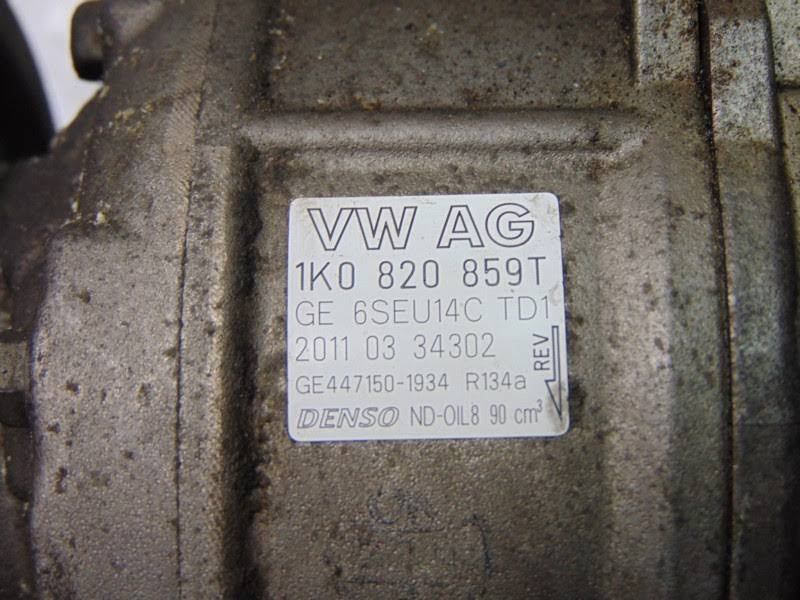 VW AG
1K0 820 859T
GE 6SEU14C TD1
2011 03 34302
GE447150-1934 R134a
DENSO ND-OIL8 90 cm³
REV